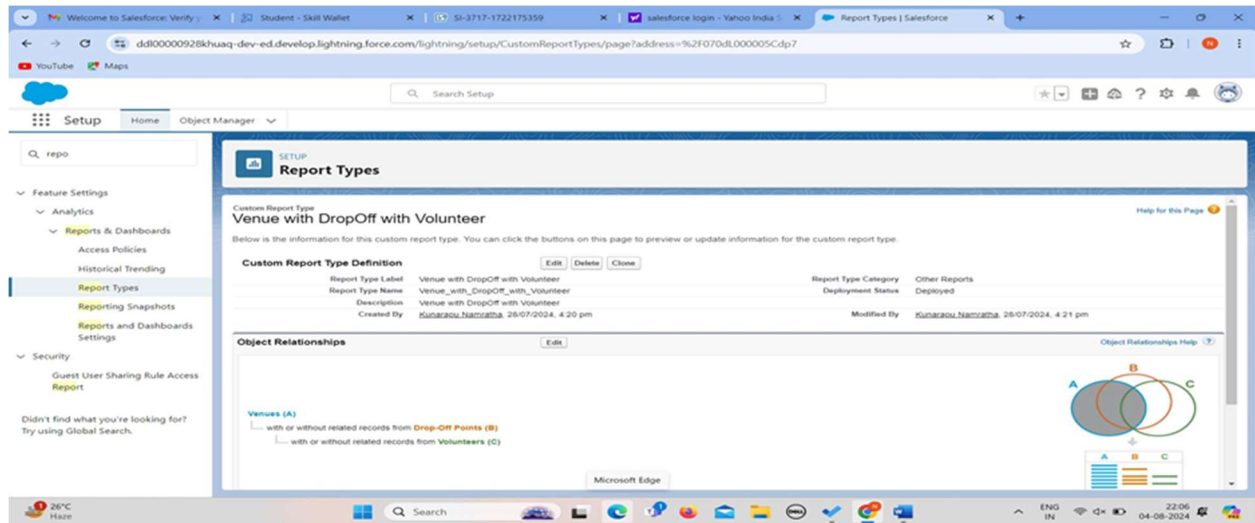 Welcome to Salesforce: Verify y
Student - Skill Wallet
SI-3717-1722175359
salesforce login - Yahoo India S
Report Types | Salesforce
ddl00000928khuaq-dev-ed.develop.lightning.force.com/lightning/setup/CustomReportTypes/page?address=%2F070dL000005Cdp7
N
YouTube
Maps
Search Setup
Setup
Home
Object Manager
repo
Feature Settings
Analytics
Reports & Dashboards
Access Policies
Historical Trending
Report Types
Reporting Snapshots
Reports and Dashboards
Settings
Security
Guest User Sharing Rule Access
Report
Didn't find what you're looking for?
Try using Global Search.
SETUP
Report Types
Custom Report Type
Venue with DropOff with Volunteer
Help for this Page
Below is the information for this custom report type. You can click the buttons on this page to preview or update information for the custom report type.
Custom Report Type Definition
Edit Delete Clone
Report Type Label Venue with DropOff with Volunteer Report Type Category Other Reports
Report Type Name Venue_with_DropOff_with_Volunteer Deployment Status Deployed
Description Venue with DropOff with Volunteer
Created By Kunaraou Namratha, 28/07/2024, 4:20 pm Modified By Kunaraou Namratha, 28/07/2024, 4:21 pm
Object Relationships
Edit
Object Relationships Help ?
B
A C
Venues (A)
with or without related records from Drop-Off Points (B)
with or without related records from Volunteers (C)
A B C
Microsoft Edge
26°C
Haze
Search
DELL
ENG
IN
22:06
04-08-2024